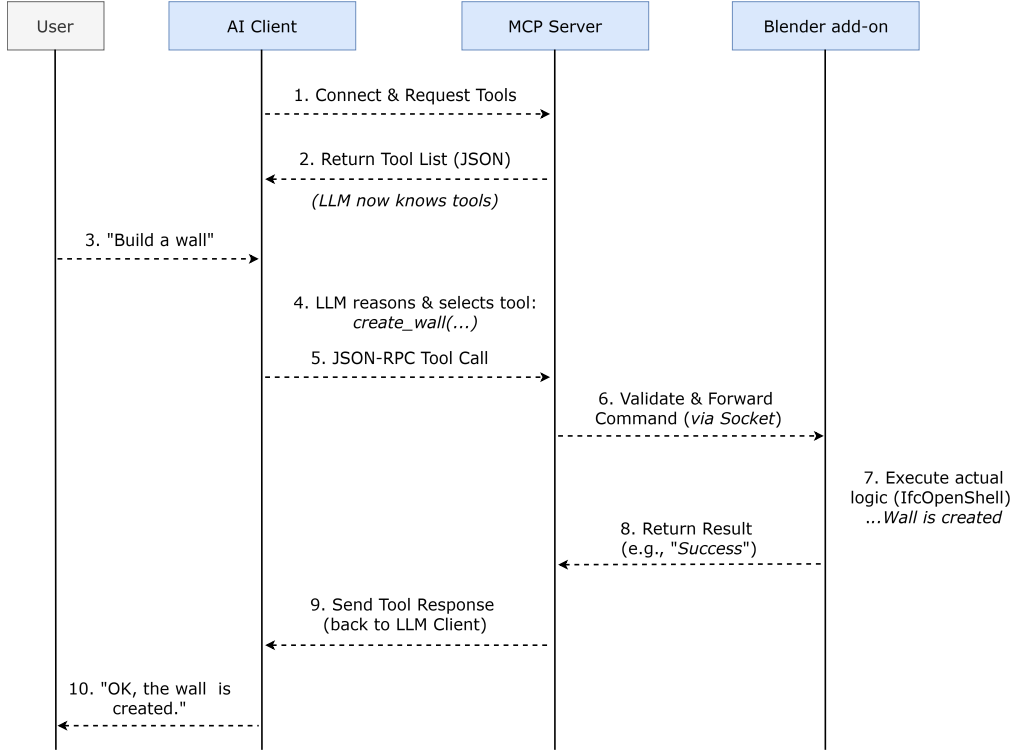 User
AI Client
MCP Server
Blender add-on
1. Connect & Request Tools
2. Return Tool List (JSON)
(LLM now knows tools)
3. "Build a wall"
4. LLM reasons & selects tool:
create_wall(...)
5. JSON-RPC Tool Call
6. Validate & Forward
Command (via Socket)
7. Execute actual
logic (IfcOpenShell)
...Wall is created
8. Return Result
(e.g., "Success")
9. Send Tool Response
(back to LLM Client)
10. "OK, the wall  is
created."